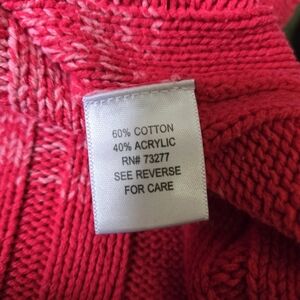 60% COTTON
40% ACRYLIC
RN# 73277
SEE REVERSE
FOR CARE